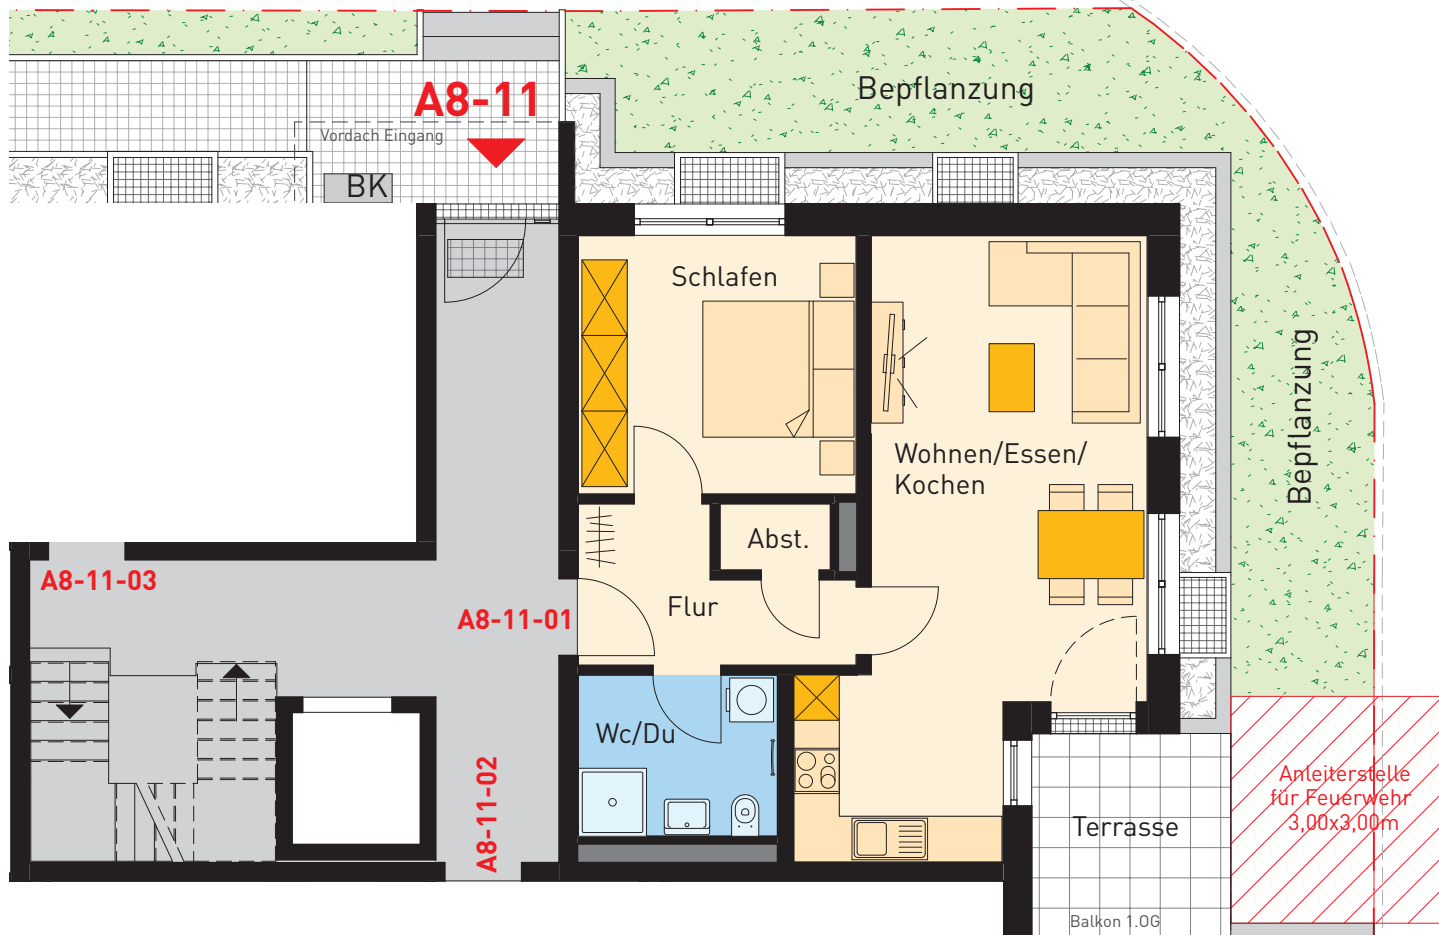 A8-11
Vordach Eingang
BK
Bepflanzung
Schlafen
Wohnen/Essen/
Kochen
Bepflanzung
Abst.
A8-11-03
A8-11-01
Flur
Wc/Du
A8-11-02
Terrasse
Anleiterstelle
für Feuerwehr
3,00x3,00m
Balkon 1.OG